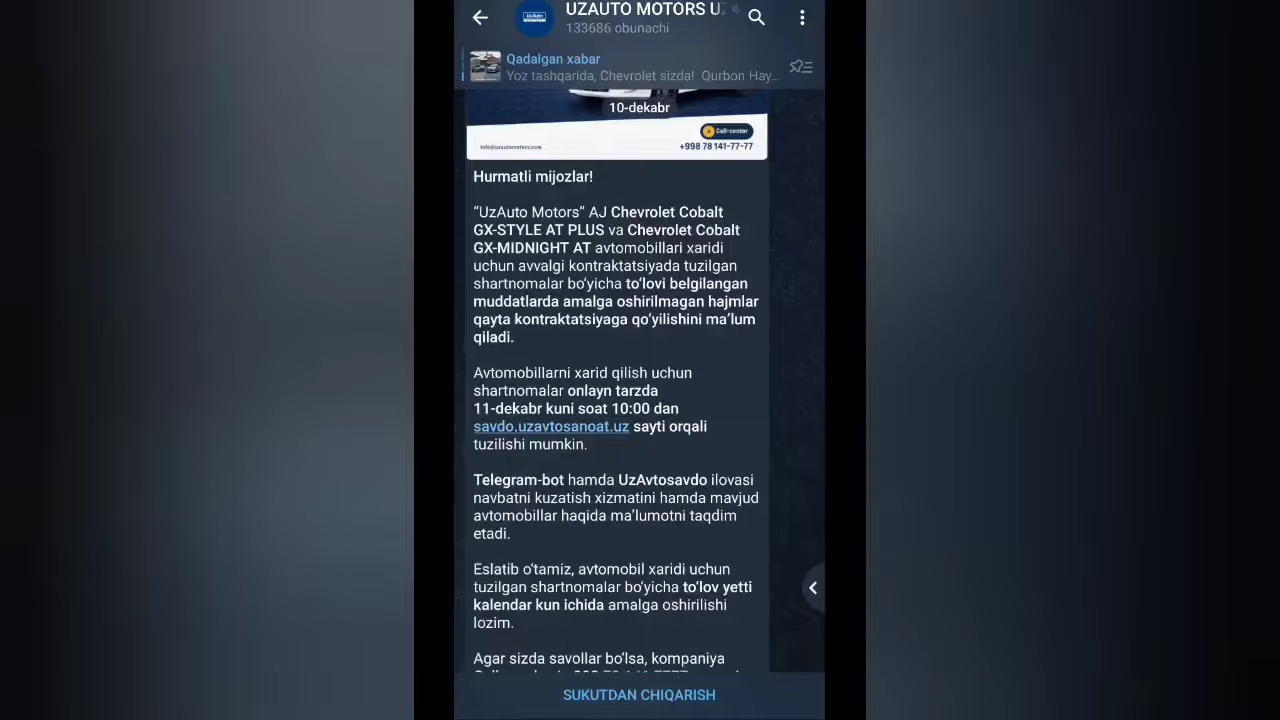 UZAUTO MOTORS U
133686 obunachi
Qadalgan xabar
Yoz tashqarida, Chevrolet sizda! Qurbon Hay...
10-dekabr
Call-center
info@uzautomotors.com
+998 78 141-77-77
Hurmatli mijozlar!
“UzAuto Motors” AJ Chevrolet Cobalt
GX-STYLE AT PLUS va Chevrolet Cobalt
GX-MIDNIGHT AT avtomobillari xaridi
uchun avvalgi kontraktatsiyada tuzilgan
shartnomalar bo‘yicha to‘lovi belgilangan
muddatlarda amalga oshirilmagan hajmlar
qayta kontraktatsiyaga qo‘yilishini ma’lum
qiladi.
Avtomobillarni xarid qilish uchun
shartnomalar onlayn tarzda
11-dekabr kuni soat 10:00 dan
savdo.uzavtosanoat.uz sayti orqali
tuzilishi mumkin.
Telegram-bot hamda UzAvtosavdo ilovasi
navbatni kuzatish xizmatini hamda mavjud
avtomobillar haqida ma’lumotni taqdim
etadi.
Eslatib o‘tamiz, avtomobil xaridi uchun
tuzilgan shartnomalar bo‘yicha to‘lov yetti
kalendar kun ichida amalga oshirilishi
lozim.
Agar sizda savollar bo‘lsa, kompaniya
SUKUTDAN CHIQARISH